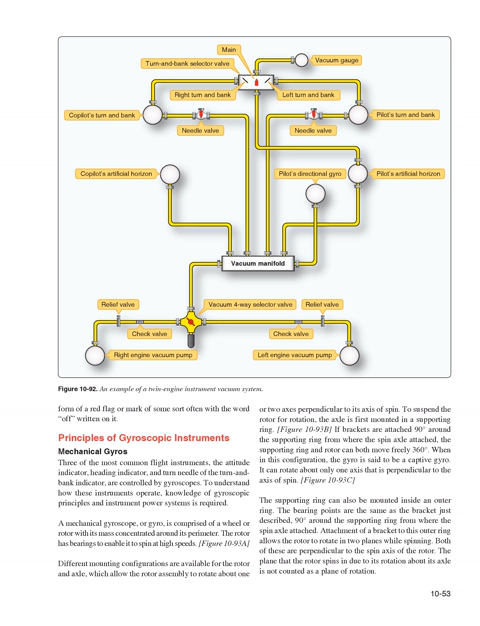 Main
Turn-and-bank selector valve
Vacuum gauge
Right turn and bank
Left turn and bank
Copilot's turn and bank
Pilot's turn and bank
Needle valve
Needle valve
Copilot's artificial horizon
Pilot's directional gyro
Pilot's artificial horizon
Vacuum manifold
Relief valve
Vacuum 4-way selector valve
Relief valve
Check valve
Check valve
Right engine vacuum pump
Left engine vacuum pump
Figure 10-92. An example of a twin-engine instrument vacuum system.
form of a red flag or mark of some sort often with the word
“off” written on it.
Principles of Gyroscopic Instruments
Mechanical Gyros
Three of the most common flight instruments, the attitude
indicator, heading indicator, and turn needle of the turn-and-
bank indicator, are controlled by gyroscopes. To understand
how these instruments operate, knowledge of gyroscopic
principles and instrument power systems is required.
A mechanical gyroscope, or gyro, is comprised of a wheel or
rotor with its mass concentrated around its perimeter. The rotor
has bearings to enable it to spin at high speeds. [Figure 10-93A]
Different mounting configurations are available for the rotor
and axle, which allow the rotor assembly to rotate about one
or two axes perpendicular to its axis of spin. To suspend the
rotor for rotation, the axle is first mounted in a supporting
ring. [Figure 10-93B] If brackets are attached 90° around
the supporting ring from where the spin axle attached, the
supporting ring and rotor can both move freely 360°. When
in this configuration, the gyro is said to be a captive gyro.
It can rotate about only one axis that is perpendicular to the
axis of spin. [Figure 10-93C]
The supporting ring can also be mounted inside an outer
ring. The bearing points are the same as the bracket just
described, 90° around the supporting ring from where the
spin axle attached. Attachment of a bracket to this outer ring
allows the rotor to rotate in two planes while spinning. Both
of these are perpendicular to the spin axis of the rotor. The
plane that the rotor spins in due to its rotation about its axle
is not counted as a plane of rotation.
10-53